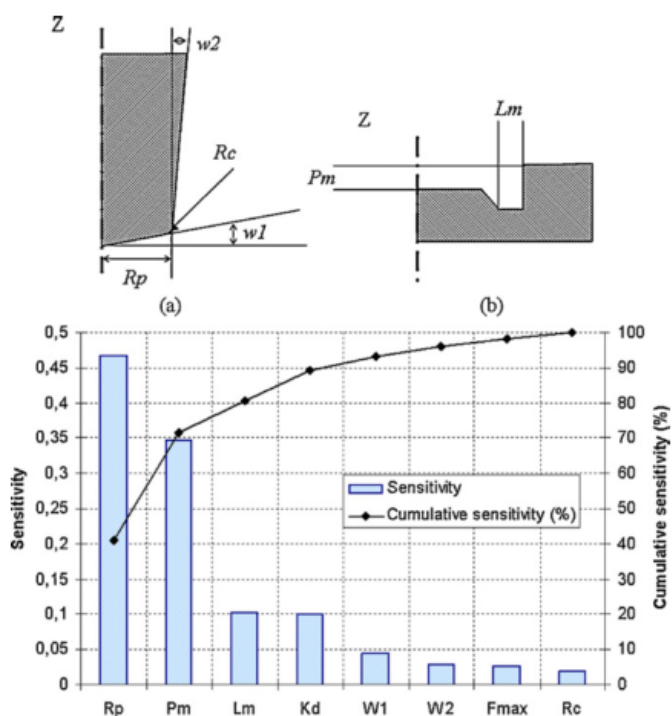 Z
w2
Rc
w1
Rp
(a)
Z
Lm
Pm
(b)
0,5
0,45
0,4
0,35
0,3
0,25
0,2
0,15
0,1
0,05
0
Sensitivity
100
90
80
70
60
50
40
30
20
10
0
Cumulative sensitivity (%)
Sensitivity
Cumulative sensitivity (%)
Rp Pm Lm Kd W1 W2 Fmax Rc